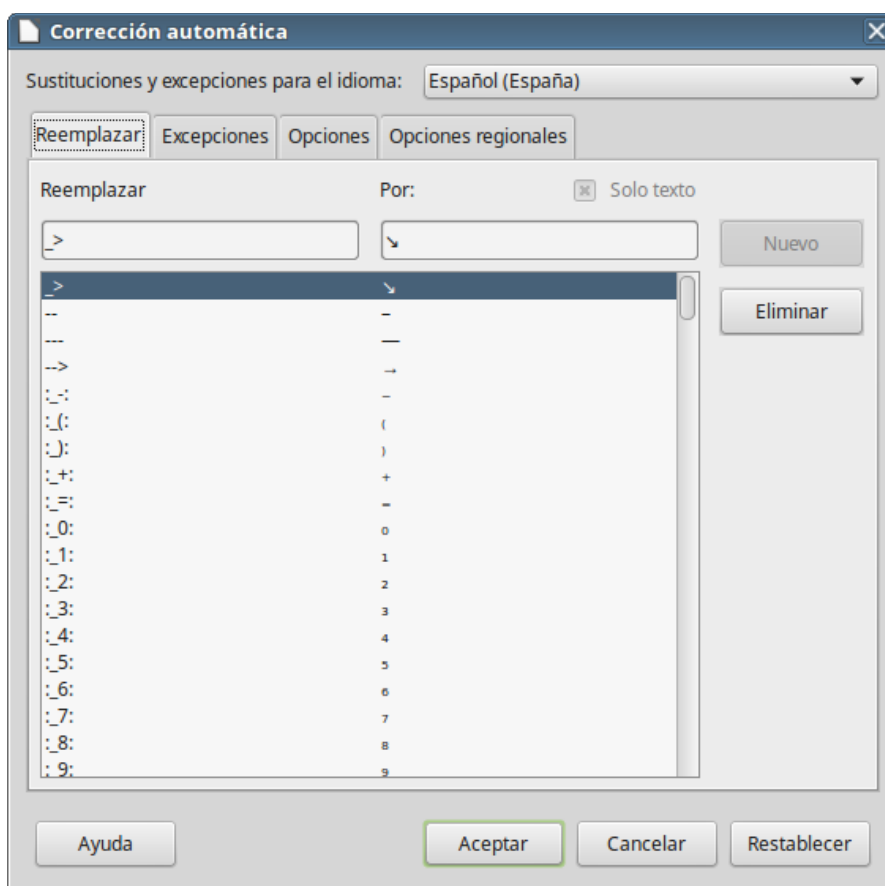 Corrección automática
Sustituciones y excepciones para el idioma: Español (España)
Reemplazar Excepciones Opciones Opciones regionales
Reemplazar Por: Solo texto
_> ↘ Nuevo
_> ↘
-- –
--- —
--> →
:_-: ₋
:_(: ₍
:_): ₎
:_+: ₊
:_=: ₌
:_0: ₀
:_1: ₁
:_2: ₂
:_3: ₃
:_4: ₄
:_5: ₅
:_6: ₆
:_7: ₇
:_8: ₈
:_9: ₉
Eliminar
Ayuda Aceptar Cancelar Restablecer